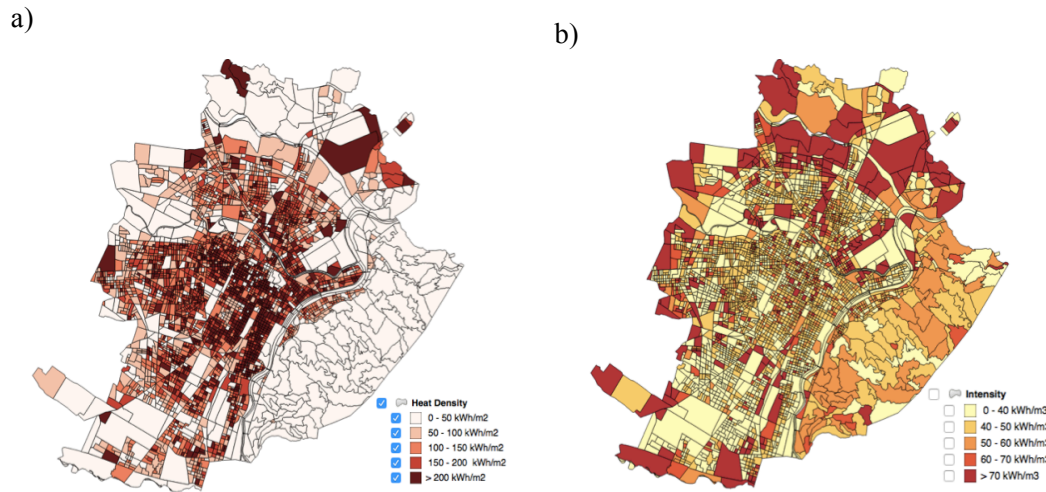 a)
b)
Heat Density
0 - 50 kWh/m2
50 - 100 kWh/m2
100 - 150 kWh/m2
150 - 200 kWh/m2
> 200 kWh/m2
Intensity
0 - 40 kWh/m3
40 - 50 kWh/m3
50 - 60 kWh/m3
60 - 70 kWh/m3
> 70 kWh/m3